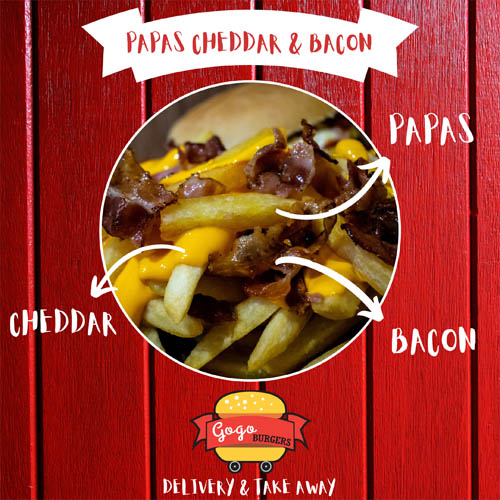 PAPAS CHEDDAR & BACON
PAPAS
CHEDDAR
BACON
Gogo
BURGERS
DELIVERY & TAKE AWAY